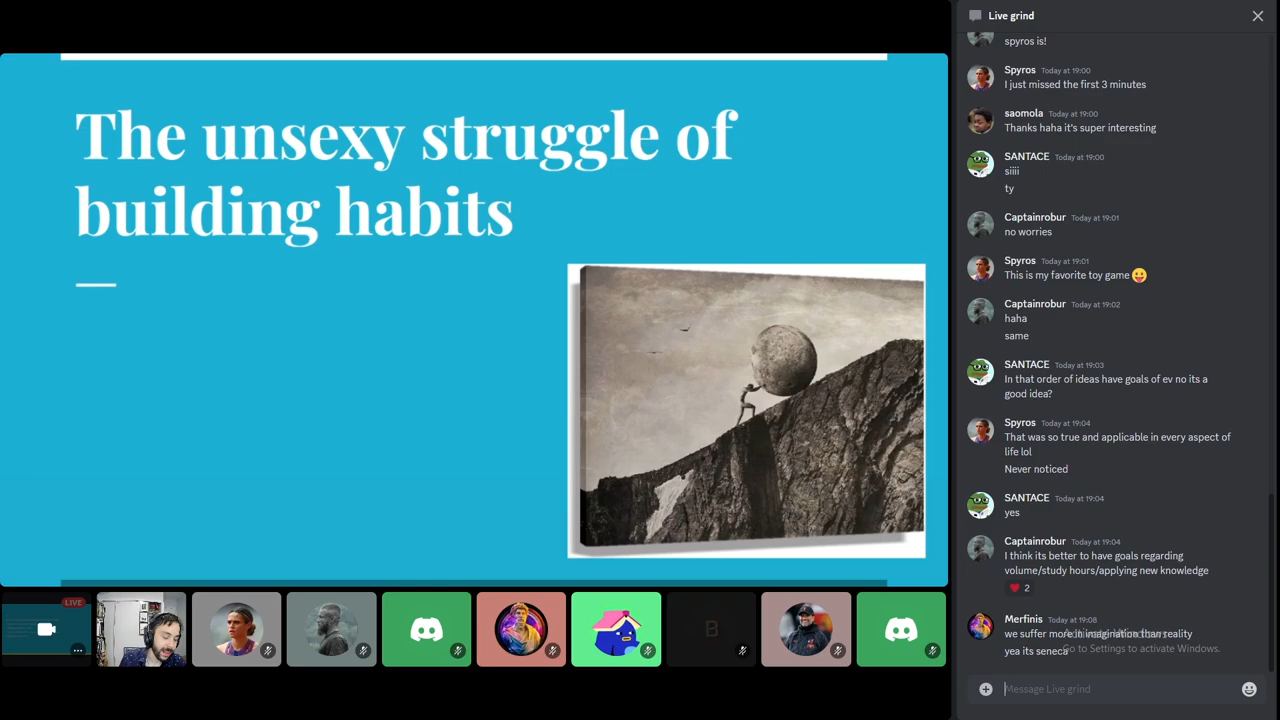 The unsexy struggle of
building habits
LIVE
B
Live grind
spyros is!
Spyros Today at 19:00
I just missed the first 3 minutes
saomola Today at 19:00
Thanks haha it's super interesting
SANTACE Today at 19:00
siiii
ty
Captainrobur Today at 19:01
no worries
Spyros Today at 19:01
This is my favorite toy game 😛
Captainrobur Today at 19:02
haha
same
SANTACE Today at 19:03
In that order of ideas have goals of ev no its a
good idea?
Spyros Today at 19:04
That was so true and applicable in every aspect of
life lol
Never noticed
SANTACE Today at 19:04
yes
Captainrobur Today at 19:04
I think its better to have goals regarding
volume/study hours/applying new knowledge
❤️ 2
Merfinis Today at 19:08
we suffer more in imagination than reality
yea its seneca
Activate Windows
Go to Settings to activate Windows.
Message Live grind